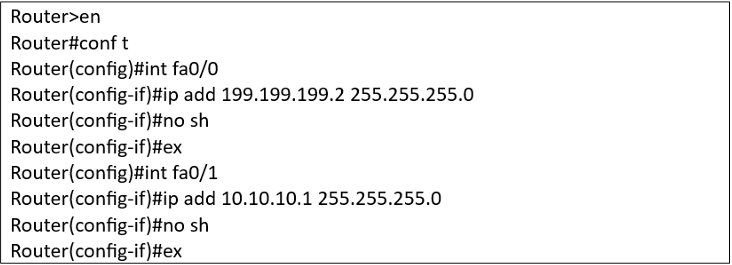 Router>en
Router#conf t
Router(config)#int fa0/0
Router(config-if)#ip add 199.199.199.2 255.255.255.0
Router(config-if)#no sh
Router(config-if)#ex
Router(config)#int fa0/1
Router(config-if)#ip add 10.10.10.1 255.255.255.0
Router(config-if)#no sh
Router(config-if)#ex